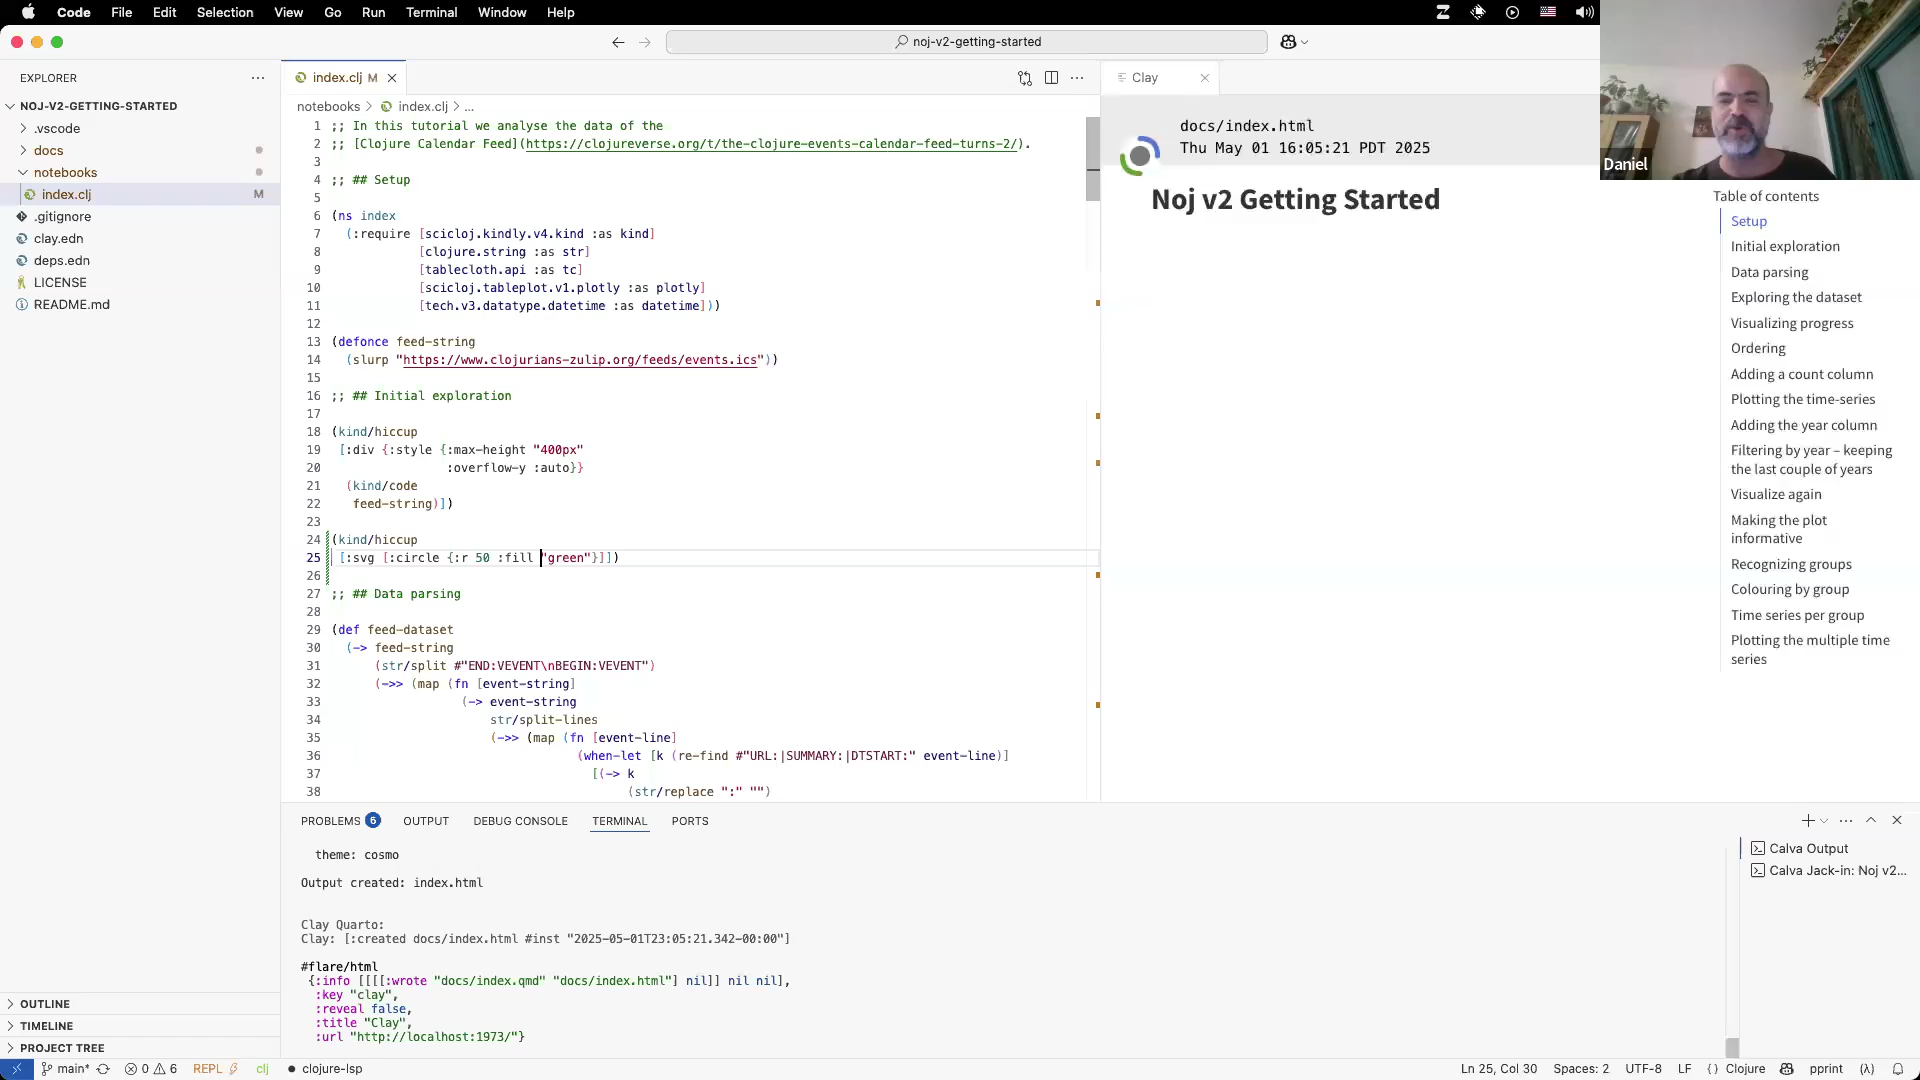 Code File Edit Selection View Go Run Terminal Window Help
noj-v2-getting-started
EXPLORER
NOJ-V2-GETTING-STARTED
.vscode
docs
notebooks
index.clj M
.gitignore
clay.edn
deps.edn
LICENSE
README.md
OUTLINE
TIMELINE
PROJECT TREE
index.clj M
notebooks > index.clj > ...
1 ;; In this tutorial we analyse the data of the
2 ;; [Clojure Calendar Feed](https://clojureverse.org/t/the-clojure-events-calendar-feed-turns-2/).
3
4 ;; ## Setup
5
6 (ns index
7 (:require [scicloj.kindly.v4.kind :as kind]
8 [clojure.string :as str]
9 [tablecloth.api :as tc]
10 [scicloj.tableplot.v1.plotly :as plotly]
11 [tech.v3.datatype.datetime :as datetime]))
12
13 (defonce feed-string
14 (slurp "https://www.clojurians-zulip.org/feeds/events.ics"))
15
16 ;; ## Initial exploration
17
18 (kind/hiccup
19 [:div {:style {:max-height "400px"
20 :overflow-y :auto}}
21 (kind/code
22 feed-string)])
23
24 (kind/hiccup
25 [:svg [:circle {:r 50 :fill "green"}]])
26
27 ;; ## Data parsing
28
29 (def feed-dataset
30 (-> feed-string
31 (str/split #"END:VEVENT\nBEGIN:VEVENT")
32 (->> (map (fn [event-string]
33 (-> event-string
34 str/split-lines
35 (->> (map (fn [event-line]
36 (when-let [k (re-find #"URL:|SUMMARY:|DTSTART:" event-line)]
37 [(-> k
38 (str/replace ":" "")
Clay
docs/index.html
Thu May 01 16:05:21 PDT 2025
Noj v2 Getting Started
Daniel
Table of contents
Setup
Initial exploration
Data parsing
Exploring the dataset
Visualizing progress
Ordering
Adding a count column
Plotting the time-series
Adding the year column
Filtering by year – keeping
the last couple of years
Visualize again
Making the plot
informative
Recognizing groups
Colouring by group
Time series per group
Plotting the multiple time
series
PROBLEMS 6 OUTPUT DEBUG CONSOLE TERMINAL PORTS
theme: cosmo
Output created: index.html
Clay Quarto:
Clay: [:created docs/index.html #inst "2025-05-01T23:05:21.342-00:00"]
#flare/html
{:info [[[[:wrote "docs/index.qmd" "docs/index.html"] nil]] nil nil],
:key "clay",
:reveal false,
:title "Clay",
:url "http://localhost:1973/"}
Calva Output
Calva Jack-in: Noj v2...
main* 0 6 REPL clj clojure-lsp Ln 25, Col 30 Spaces: 2 UTF-8 LF {} Clojure pprint (λ)